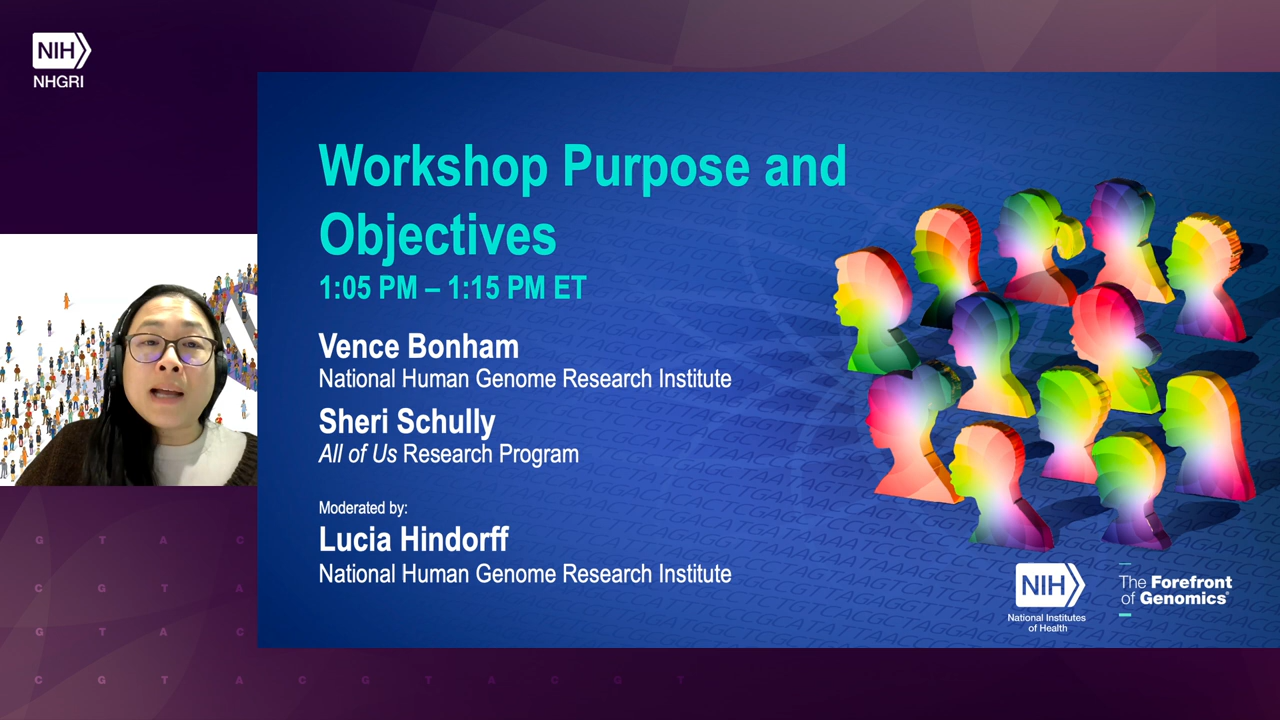 NIH
NHGRI
Workshop Purpose and
Objectives
1:05 PM – 1:15 PM ET
Vence Bonham
National Human Genome Research Institute
Sheri Schully
All of Us Research Program
Moderated by:
Lucia Hindorff
National Human Genome Research Institute
NIH
National Institutes
of Health
The Forefront
of Genomics®
G T A C
C G T A
G T A C
C G T A C G T A C G T